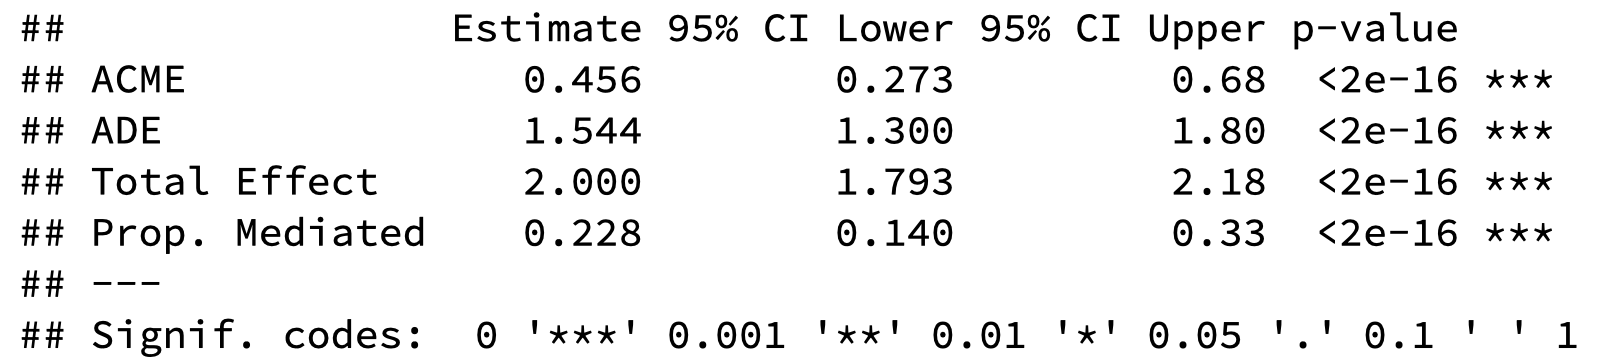 ##                Estimate 95% CI Lower 95% CI Upper p-value
## ACME              0.456        0.273         0.68  <2e-16 ***
## ADE               1.544        1.300         1.80  <2e-16 ***
## Total Effect      2.000        1.793         2.18  <2e-16 ***
## Prop. Mediated    0.228        0.140         0.33  <2e-16 ***
## ---
## Signif. codes:  0 '***' 0.001 '**' 0.01 '*' 0.05 '.' 0.1 ' ' 1